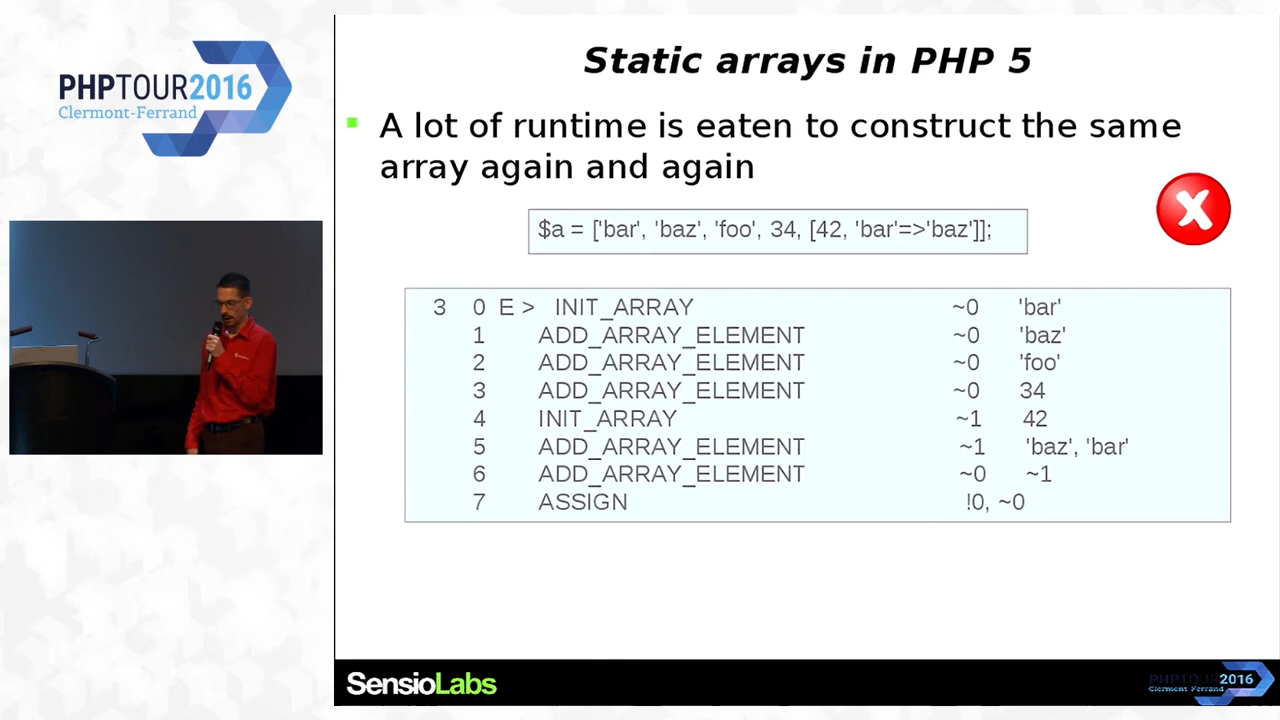 PHPTOUR2016
Clermont-Ferrand
Static arrays in PHP 5
A lot of runtime is eaten to construct the same
array again and again
$a = ['bar', 'baz', 'foo', 34, [42, 'bar'=>'baz']];
3 0 E > INIT_ARRAY ~0 'bar'
1 ADD_ARRAY_ELEMENT ~0 'baz'
2 ADD_ARRAY_ELEMENT ~0 'foo'
3 ADD_ARRAY_ELEMENT ~0 34
4 INIT_ARRAY ~1 42
5 ADD_ARRAY_ELEMENT ~1 'baz', 'bar'
6 ADD_ARRAY_ELEMENT ~0 ~1
7 ASSIGN !0, ~0
SensioLabs
PHPTOUR2016
Clermont Ferrand